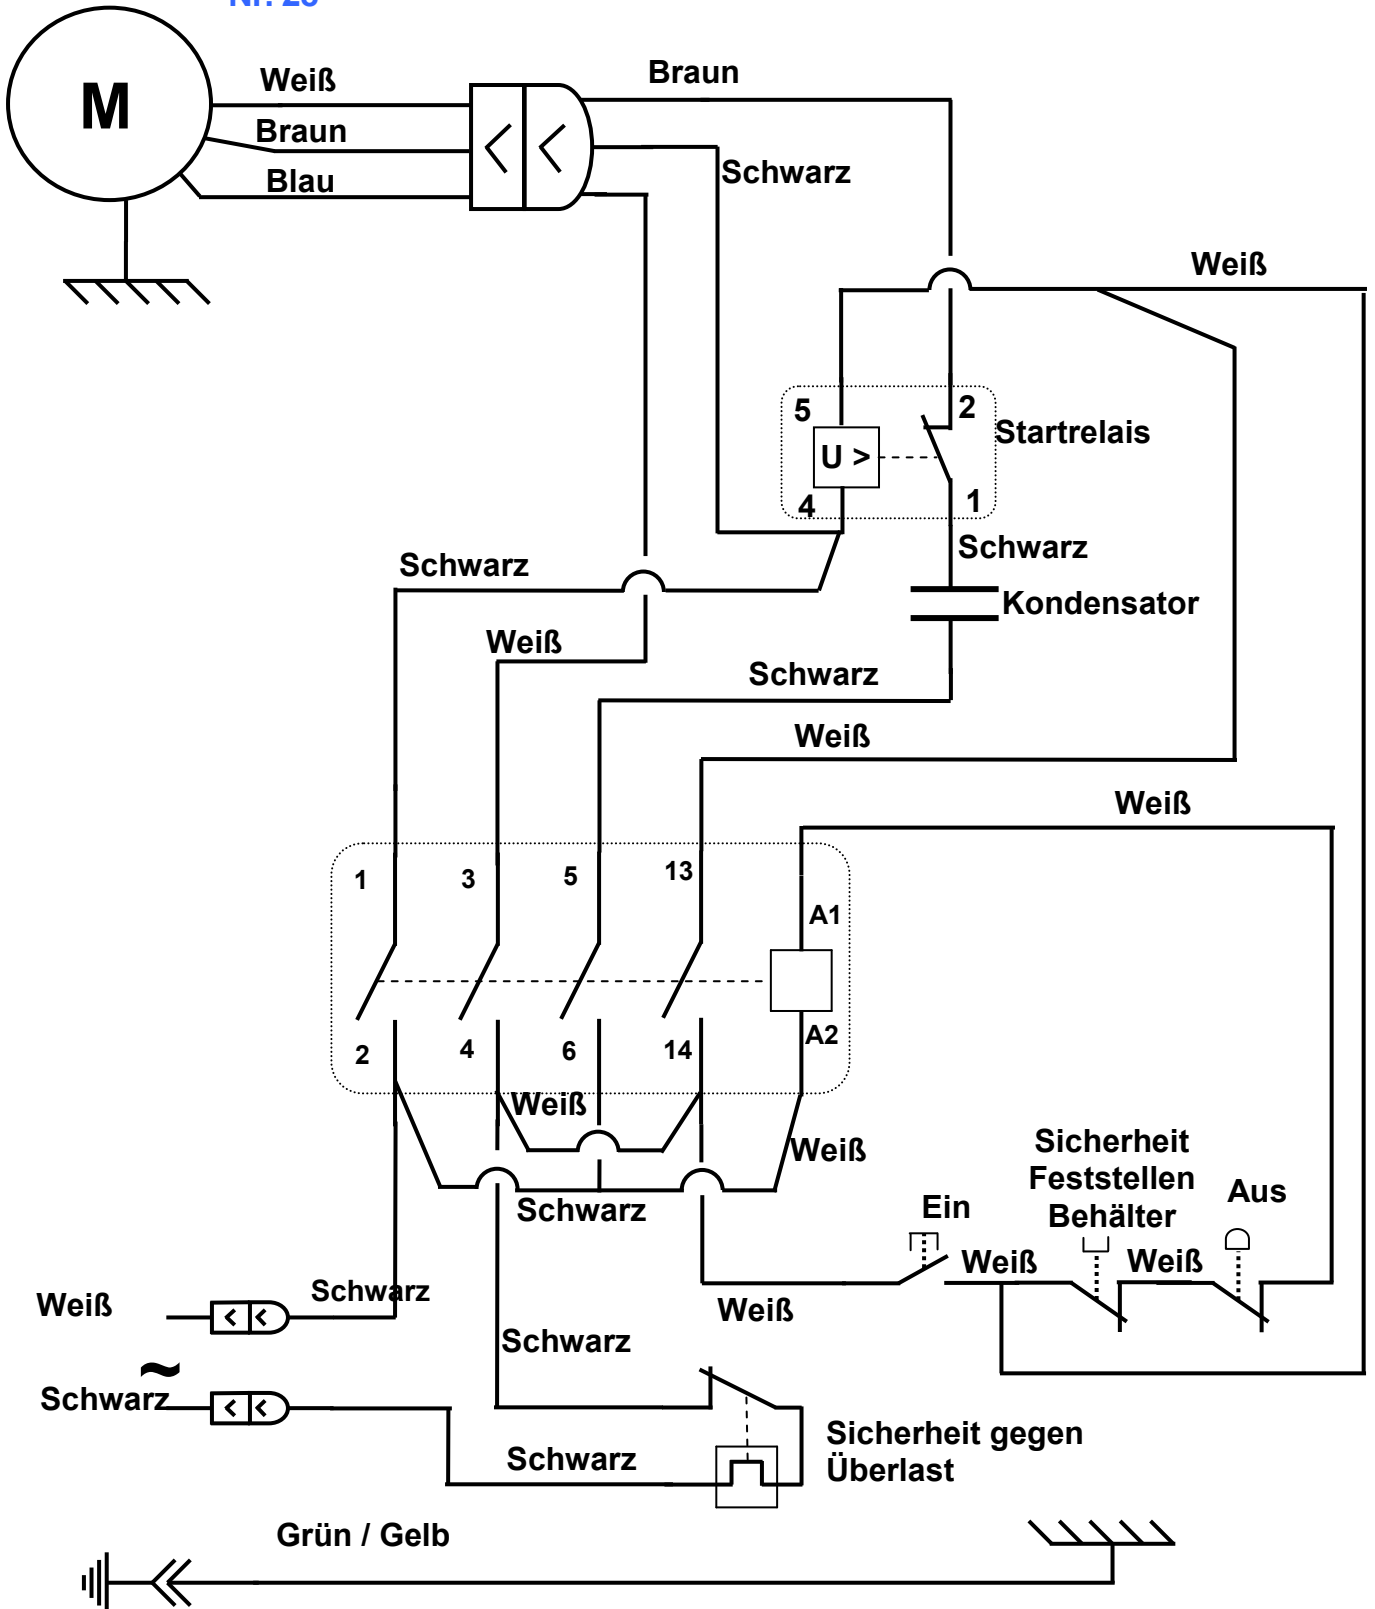 Nr. 28
M
Weiß
Braun
Blau
Braun
Schwarz
Weiß
5
2
Startrelais
U >
4
1
Schwarz
Schwarz
Kondensator
Weiß
Schwarz
Weiß
Weiß
1
3
5
13
A1
2
4
6
14
A2
Weiß
Weiß
Schwarz
Sicherheit
Feststellen
Behälter
Ein
Aus
Weiß
Weiß
Weiß
Schwarz
Weiß
Schwarz
~
Schwarz
Schwarz
Sicherheit gegen
Überlast
Grün / Gelb